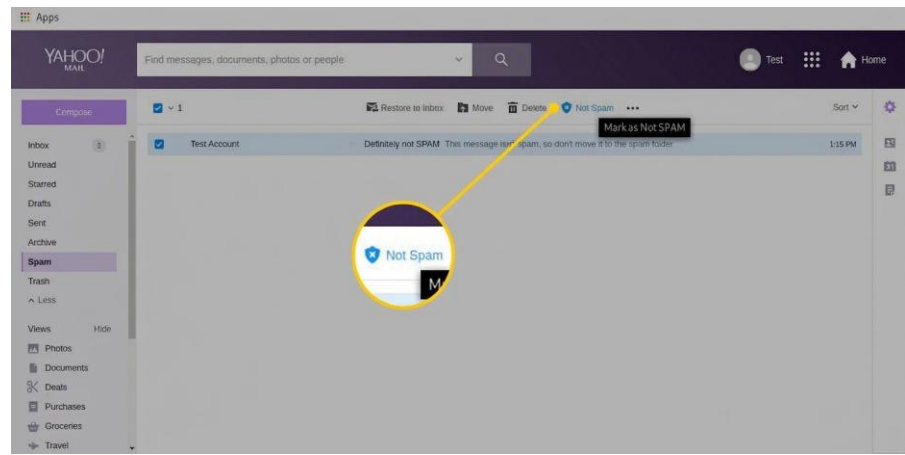 Apps
YAHOO!
MAIL
Find messages, documents, photos or people
Test
Home
Compose
1
Restore to Inbox
Move
Delete
Not Spam
•••
Sort
Mark as Not SPAM
Test Account
Definitely not SPAM This message isn't spam, so don't move it to the spam folder
1:15 PM
Inbox
Unread
Starred
Drafts
Sent
Archive
Spam
Trash
Less
Views Hide
Photos
Documents
Deals
Purchases
Groceries
Travel
Not Spam
M
31